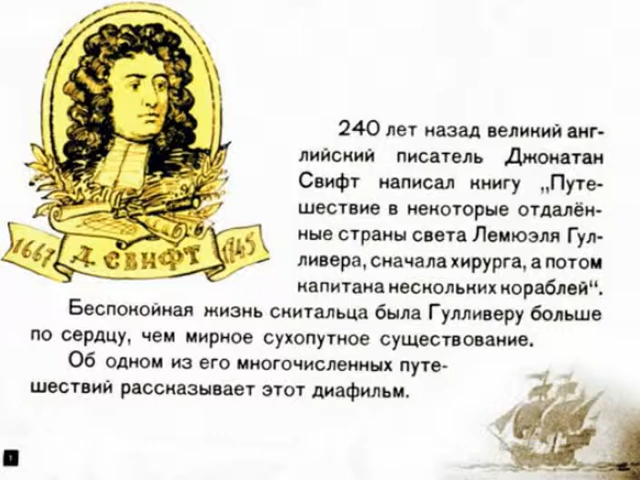 1667 Д. СВИФТ 1745
240 лет назад великий анг-
лийский писатель Джонатан
Свифт написал книгу „Путе-
шествие в некоторые отдалён-
ные страны света Лемюэля Гул-
ливера, сначала хирурга, а потом
капитана нескольких кораблей“.
Беспокойная жизнь скитальца была Гулливеру больше
по сердцу, чем мирное сухопутное существование.
Об одном из его многочисленных путе-
шествий рассказывает этот диафильм.
1